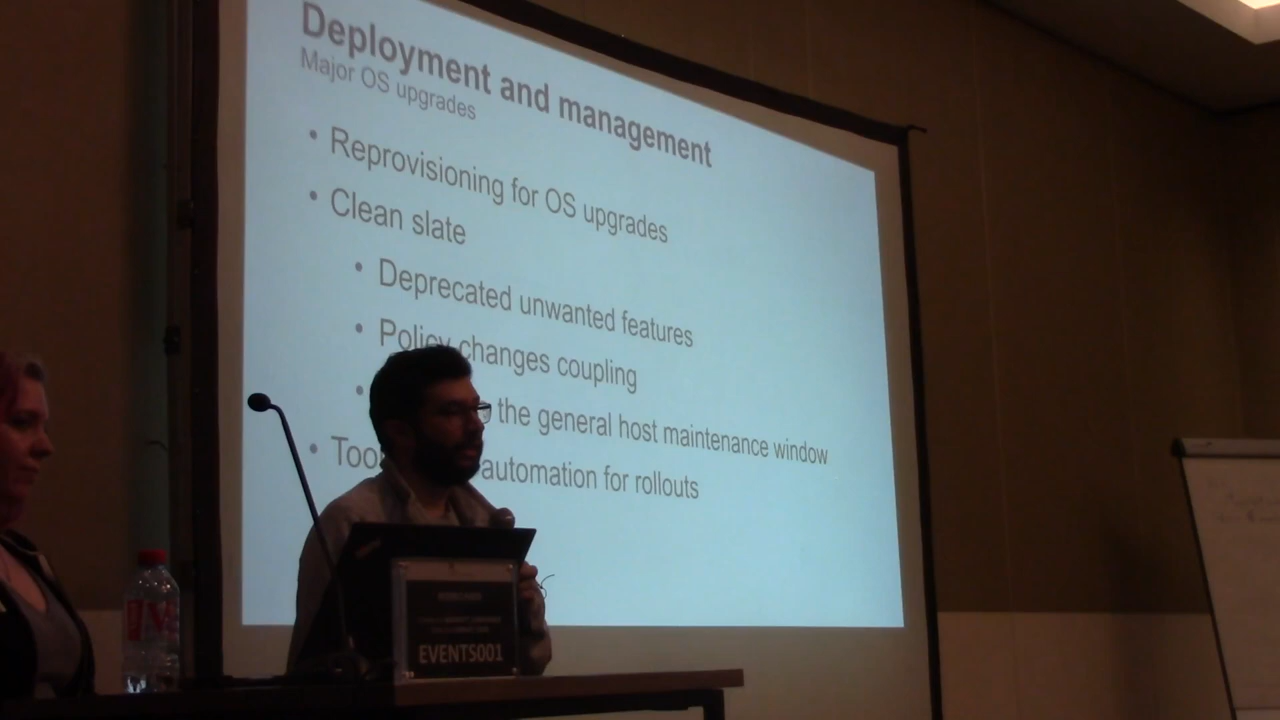 Deployment and management
Major OS upgrades
• Reprovisioning for OS upgrades
• Clean slate
• Deprecated unwanted features
• Policy changes coupling
• the general host maintenance window
• automation for rollouts
EVENTS001